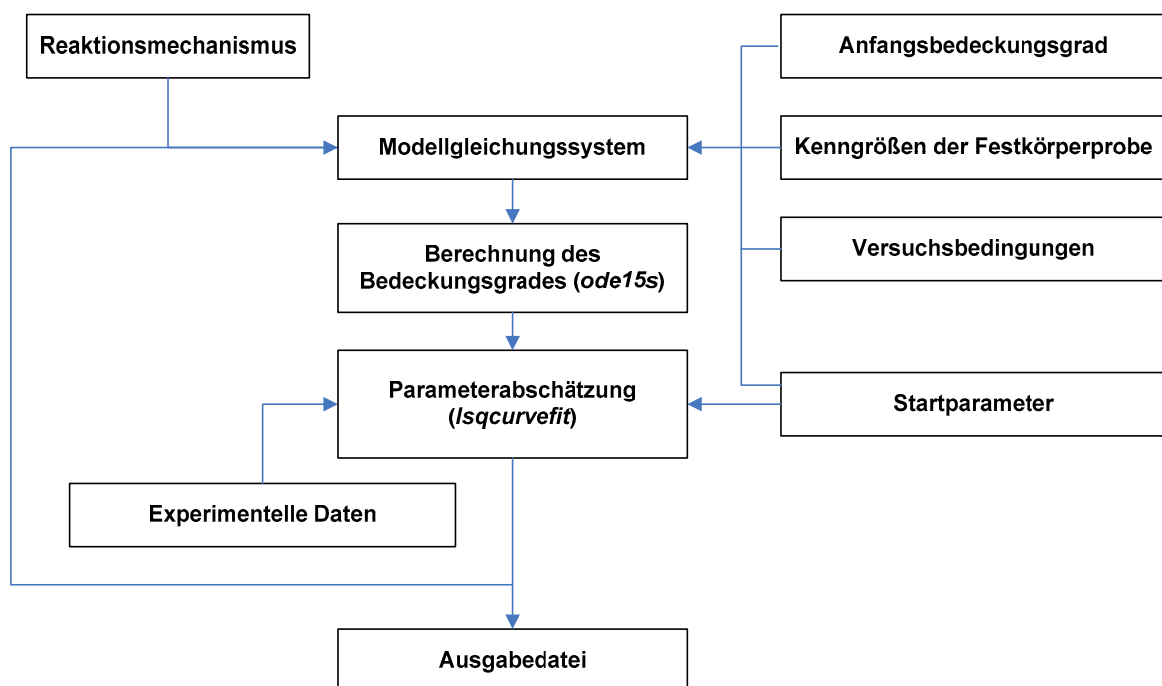 Reaktionsmechanismus
Anfangsbedeckungsgrad
Modellgleichungssystem
Kenngrößen der Festkörperprobe
Berechnung des
Bedeckungsgrades (ode15s)
Versuchsbedingungen
Parameterabschätzung
(lsqcurvefit)
Startparameter
Experimentelle Daten
Ausgabedatei